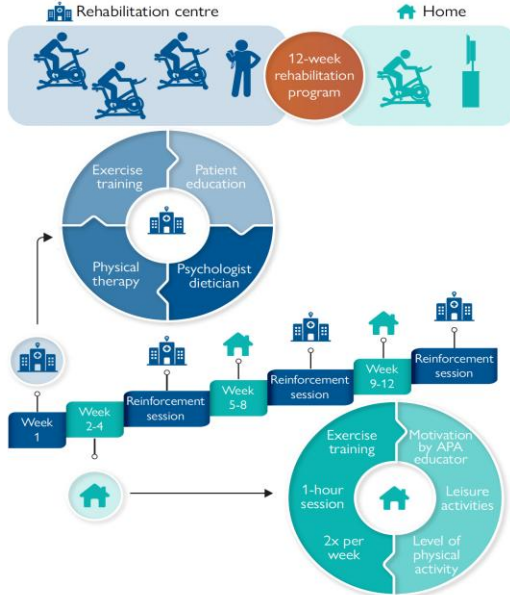 Rehabilitation centre
Home
12-week
rehabilitation
program
Exercise
training
Patient
education
Physical
therapy
Psychologist
dietician
Week
1
Week
2-4
Reinforcement
session
Week
5-8
Reinforcement
session
Week
9-12
Reinforcement
session
Exercise
training
Motivation
by APA
educator
1-hour
session
Leisure
activities
2x per
week
Level of
physical
activity